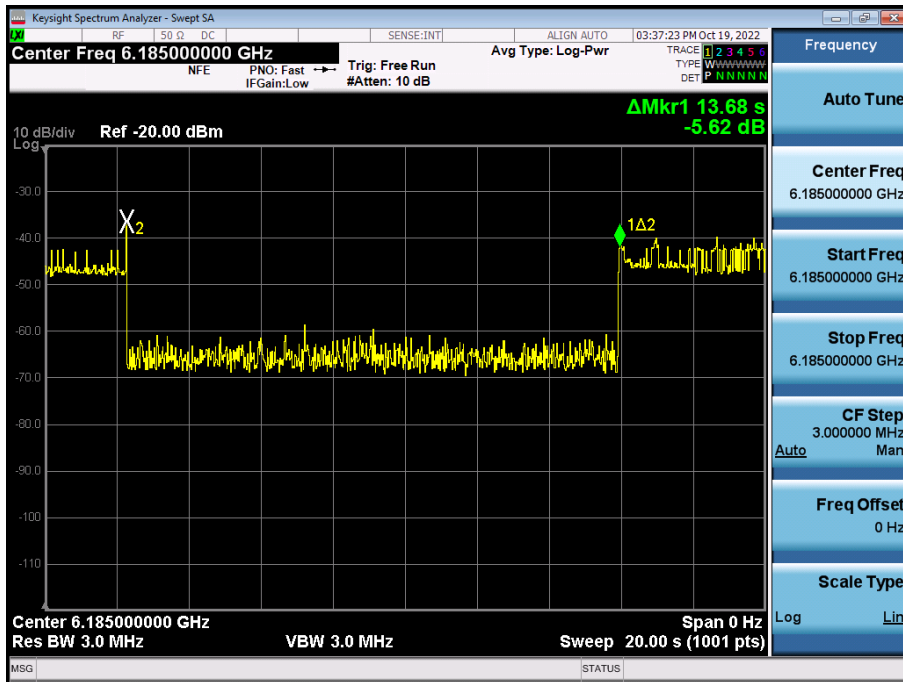 Keysight Spectrum Analyzer - Swept SA
LXI RF 50 Ω DC SENSE:INT ALIGN AUTO 03:37:23 PM Oct 19, 2022
Center Freq 6.185000000 GHz
NFE
PNO: Fast
IFGain:Low
Trig: Free Run
#Atten: 10 dB
Avg Type: Log-Pwr
TRACE 1 2 3 4 5 6
TYPE WWWWWW
DET P N N N N N
ΔMkr1 13.68 s
-5.62 dB
10 dB/div Ref -20.00 dBm
Log
-30.0
-40.0
-50.0
-60.0
-70.0
-80.0
-90.0
-100
-110
2
1Δ2
Center 6.185000000 GHz Span 0 Hz
Res BW 3.0 MHz VBW 3.0 MHz Sweep 20.00 s (1001 pts)
MSG STATUS
Frequency
Auto Tune
Center Freq
6.185000000 GHz
Start Freq
6.185000000 GHz
Stop Freq
6.185000000 GHz
CF Step
3.000000 MHz
Auto Man
Freq Offset
0 Hz
Scale Type
Log Lin